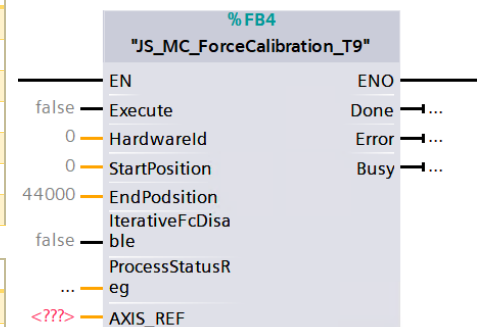 %FB4
"JS_MC_ForceCalibration_T9"
EN ENO
false Execute Done ...
0 HardwareId Error ...
0 StartPosition Busy ...
44000 EndPodsition
IterativeFcDisa
false ble
ProcessStatusR
... eg
<???> AXIS_REF